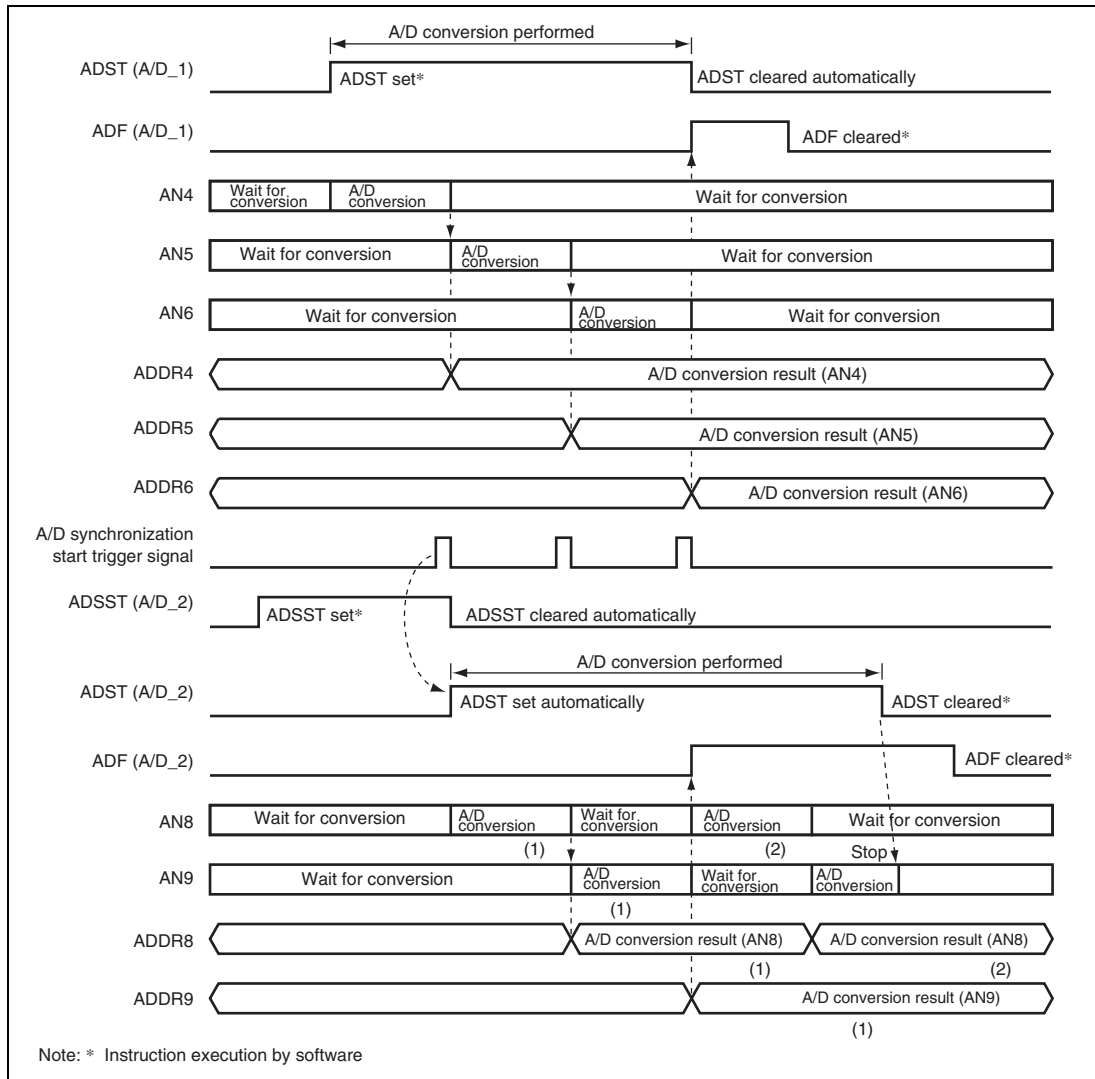 A/D conversion performed
ADST (A/D_1)
ADST set*
ADST cleared automatically
ADF (A/D_1)
ADF cleared*
AN4
Wait for
conversion
A/D
conversion
Wait for conversion
AN5
Wait for conversion
A/D
conversion
Wait for conversion
AN6
Wait for conversion
A/D
conversion
Wait for conversion
ADDR4
A/D conversion result (AN4)
ADDR5
A/D conversion result (AN5)
ADDR6
A/D conversion result (AN6)
A/D synchronization
start trigger signal
ADSST (A/D_2)
ADSST set*
ADSST cleared automatically
A/D conversion performed
ADST (A/D_2)
ADST set automatically
ADST cleared*
ADF (A/D_2)
ADF cleared*
AN8
Wait for conversion
A/D
conversion
Wait for
conversion
A/D
conversion
Wait for conversion
(1)
(2)
Stop
AN9
Wait for conversion
A/D
conversion
Wait for
conversion
A/D
conversion
(1)
ADDR8
A/D conversion result (AN8)
A/D conversion result (AN8)
(1)
(2)
ADDR9
A/D conversion result (AN9)
(1)
Note: * Instruction execution by software